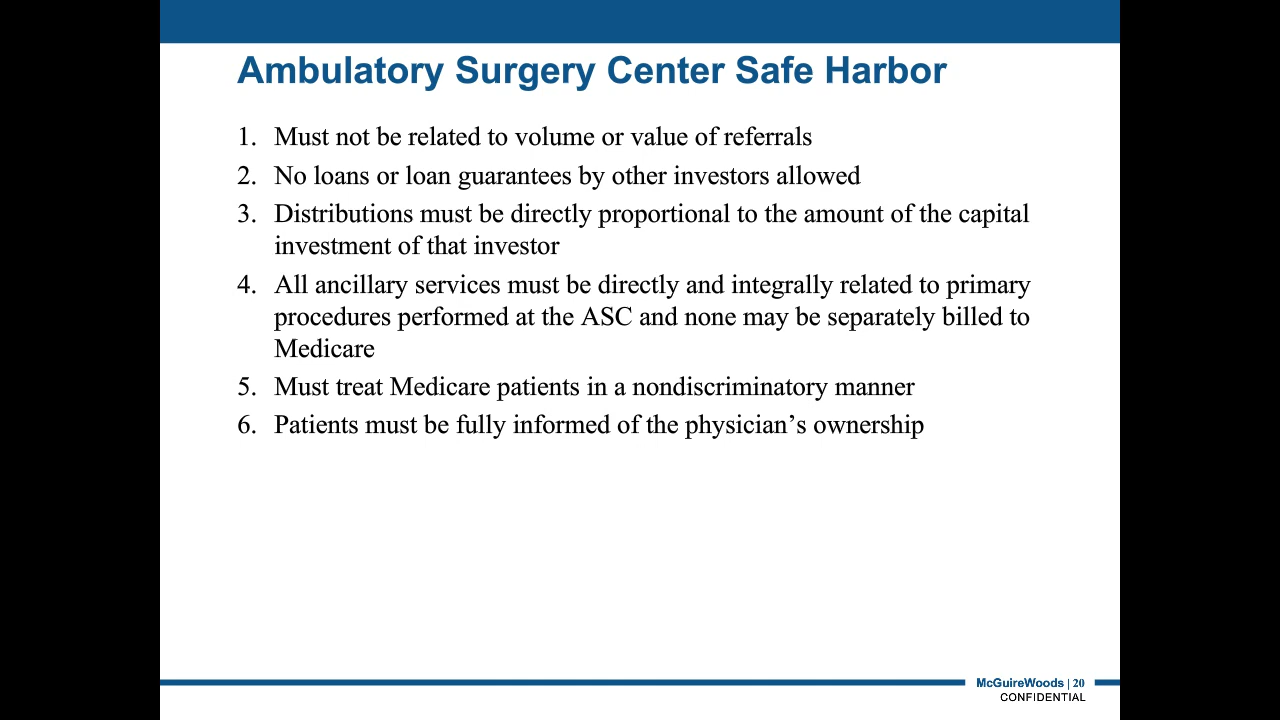 Ambulatory Surgery Center Safe Harbor
1. Must not be related to volume or value of referrals
2. No loans or loan guarantees by other investors allowed
3. Distributions must be directly proportional to the amount of the capital
investment of that investor
4. All ancillary services must be directly and integrally related to primary
procedures performed at the ASC and none may be separately billed to
Medicare
5. Must treat Medicare patients in a nondiscriminatory manner
6. Patients must be fully informed of the physician’s ownership
McGuireWoods | 20
CONFIDENTIAL